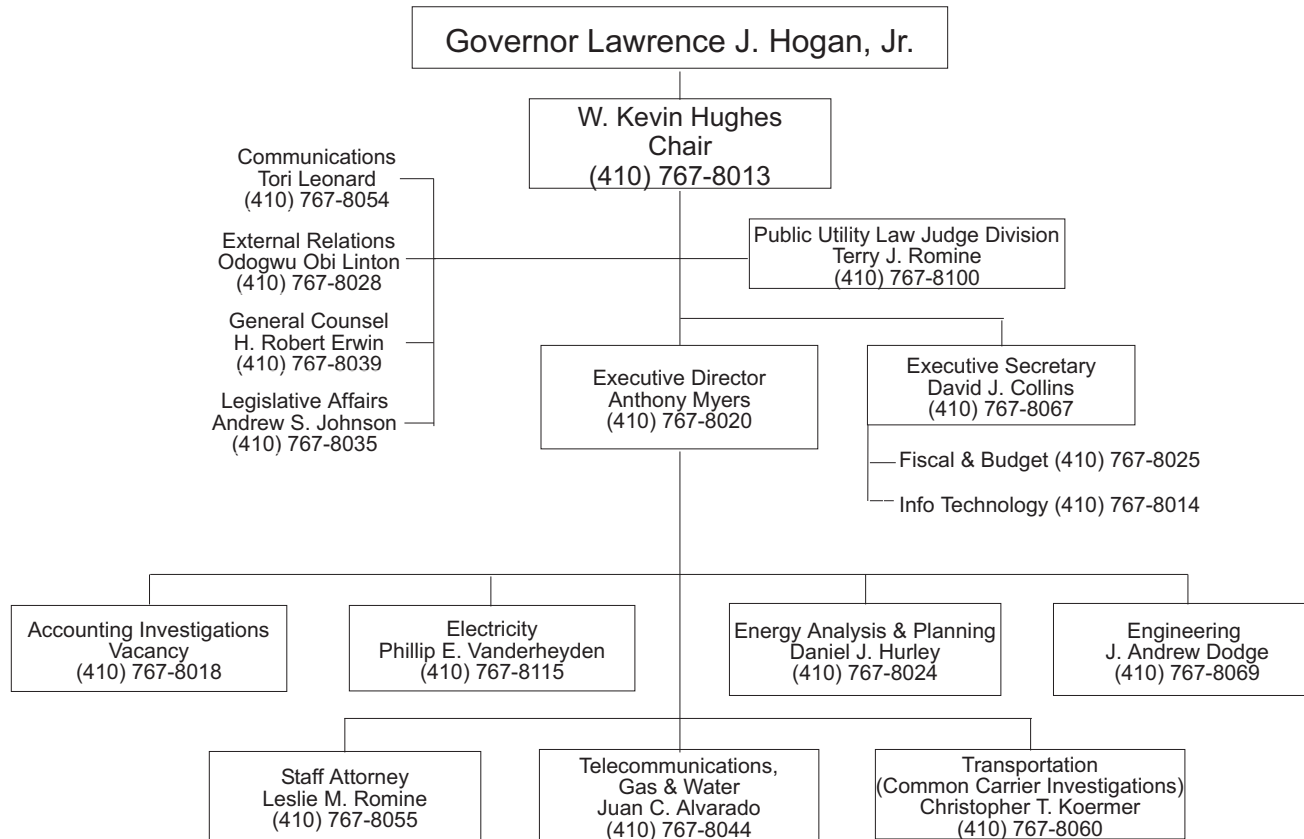 Governor Lawrence J. Hogan, Jr.
W. Kevin Hughes
Chair
(410) 767-8013
Communications
Tori Leonard
(410) 767-8054
External Relations
Odogwu Obi Linton
(410) 767-8028
General Counsel
H. Robert Erwin
(410) 767-8039
Legislative Affairs
Andrew S. Johnson
(410) 767-8035
Public Utility Law Judge Division
Terry J. Romine
(410) 767-8100
Executive Director
Anthony Myers
(410) 767-8020
Executive Secretary
David J. Collins
(410) 767-8067
Fiscal & Budget (410) 767-8025
Info Technology (410) 767-8014
Accounting Investigations
Vacancy
(410) 767-8018
Electricity
Phillip E. Vanderheyden
(410) 767-8115
Energy Analysis & Planning
Daniel J. Hurley
(410) 767-8024
Engineering
J. Andrew Dodge
(410) 767-8069
Staff Attorney
Leslie M. Romine
(410) 767-8055
Telecommunications,
Gas & Water
Juan C. Alvarado
(410) 767-8044
Transportation
(Common Carrier Investigations)
Christopher T. Koermer
(410) 767-8060